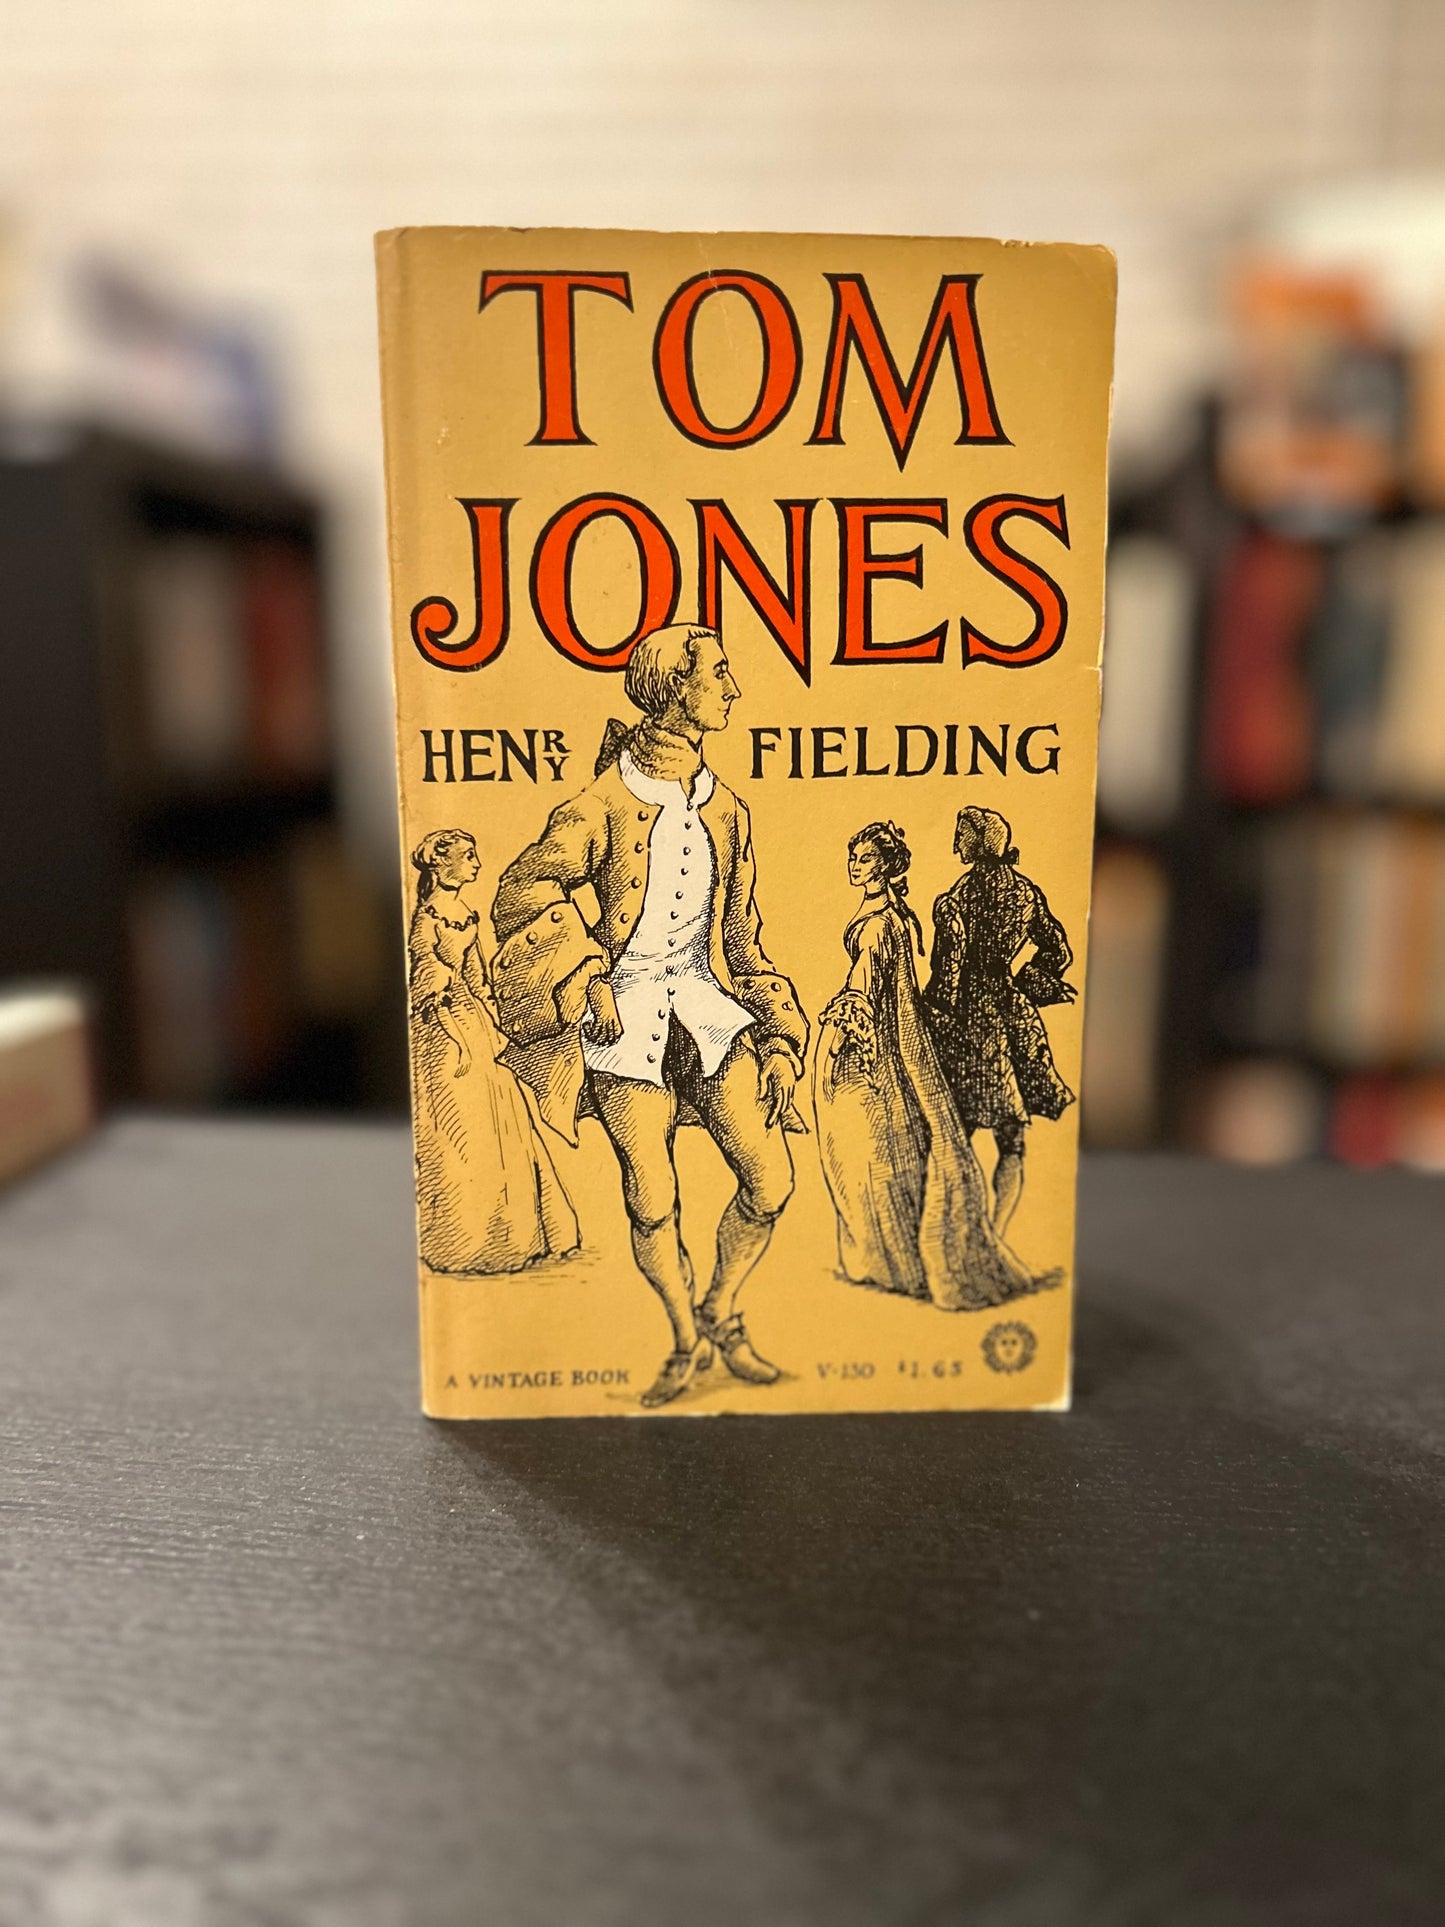 TOM
JONES
HENRY FIELDING
A VINTAGE BOOK V-130 $1.65